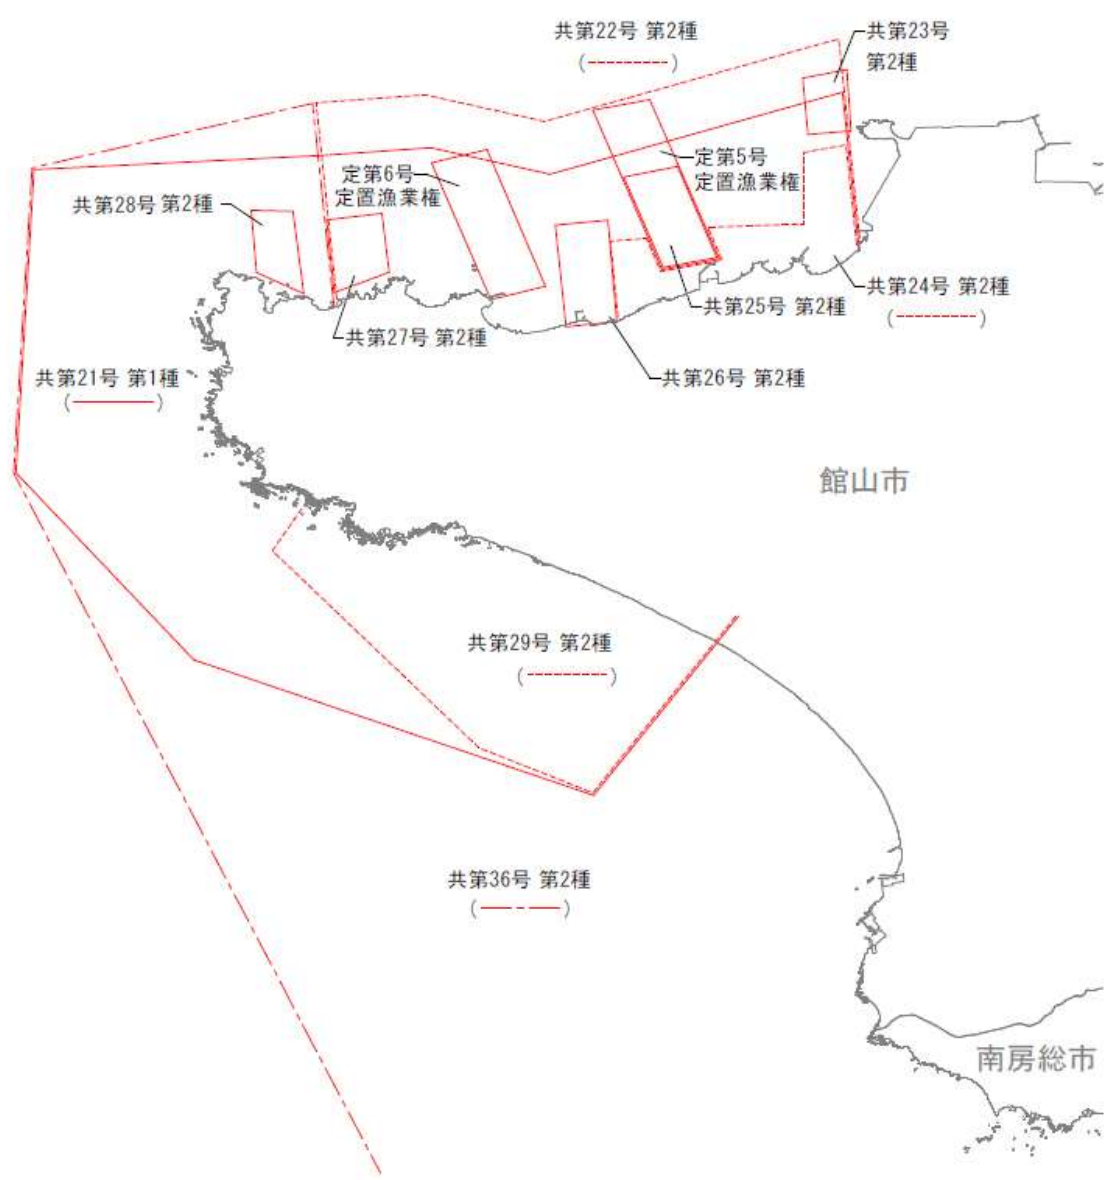 共第22号 第2種
(--------)
共第23号
第2種
定第5号
定置漁業権
定第6号
定置漁業権
共第28号 第2種
共第24号 第2種
(--------)
共第25号 第2種
共第27号 第2種
共第26号 第2種
共第21号 第1種
(────)
館山市
共第29号 第2種
(--------)
共第36号 第2種
(── - ──)
南房総市